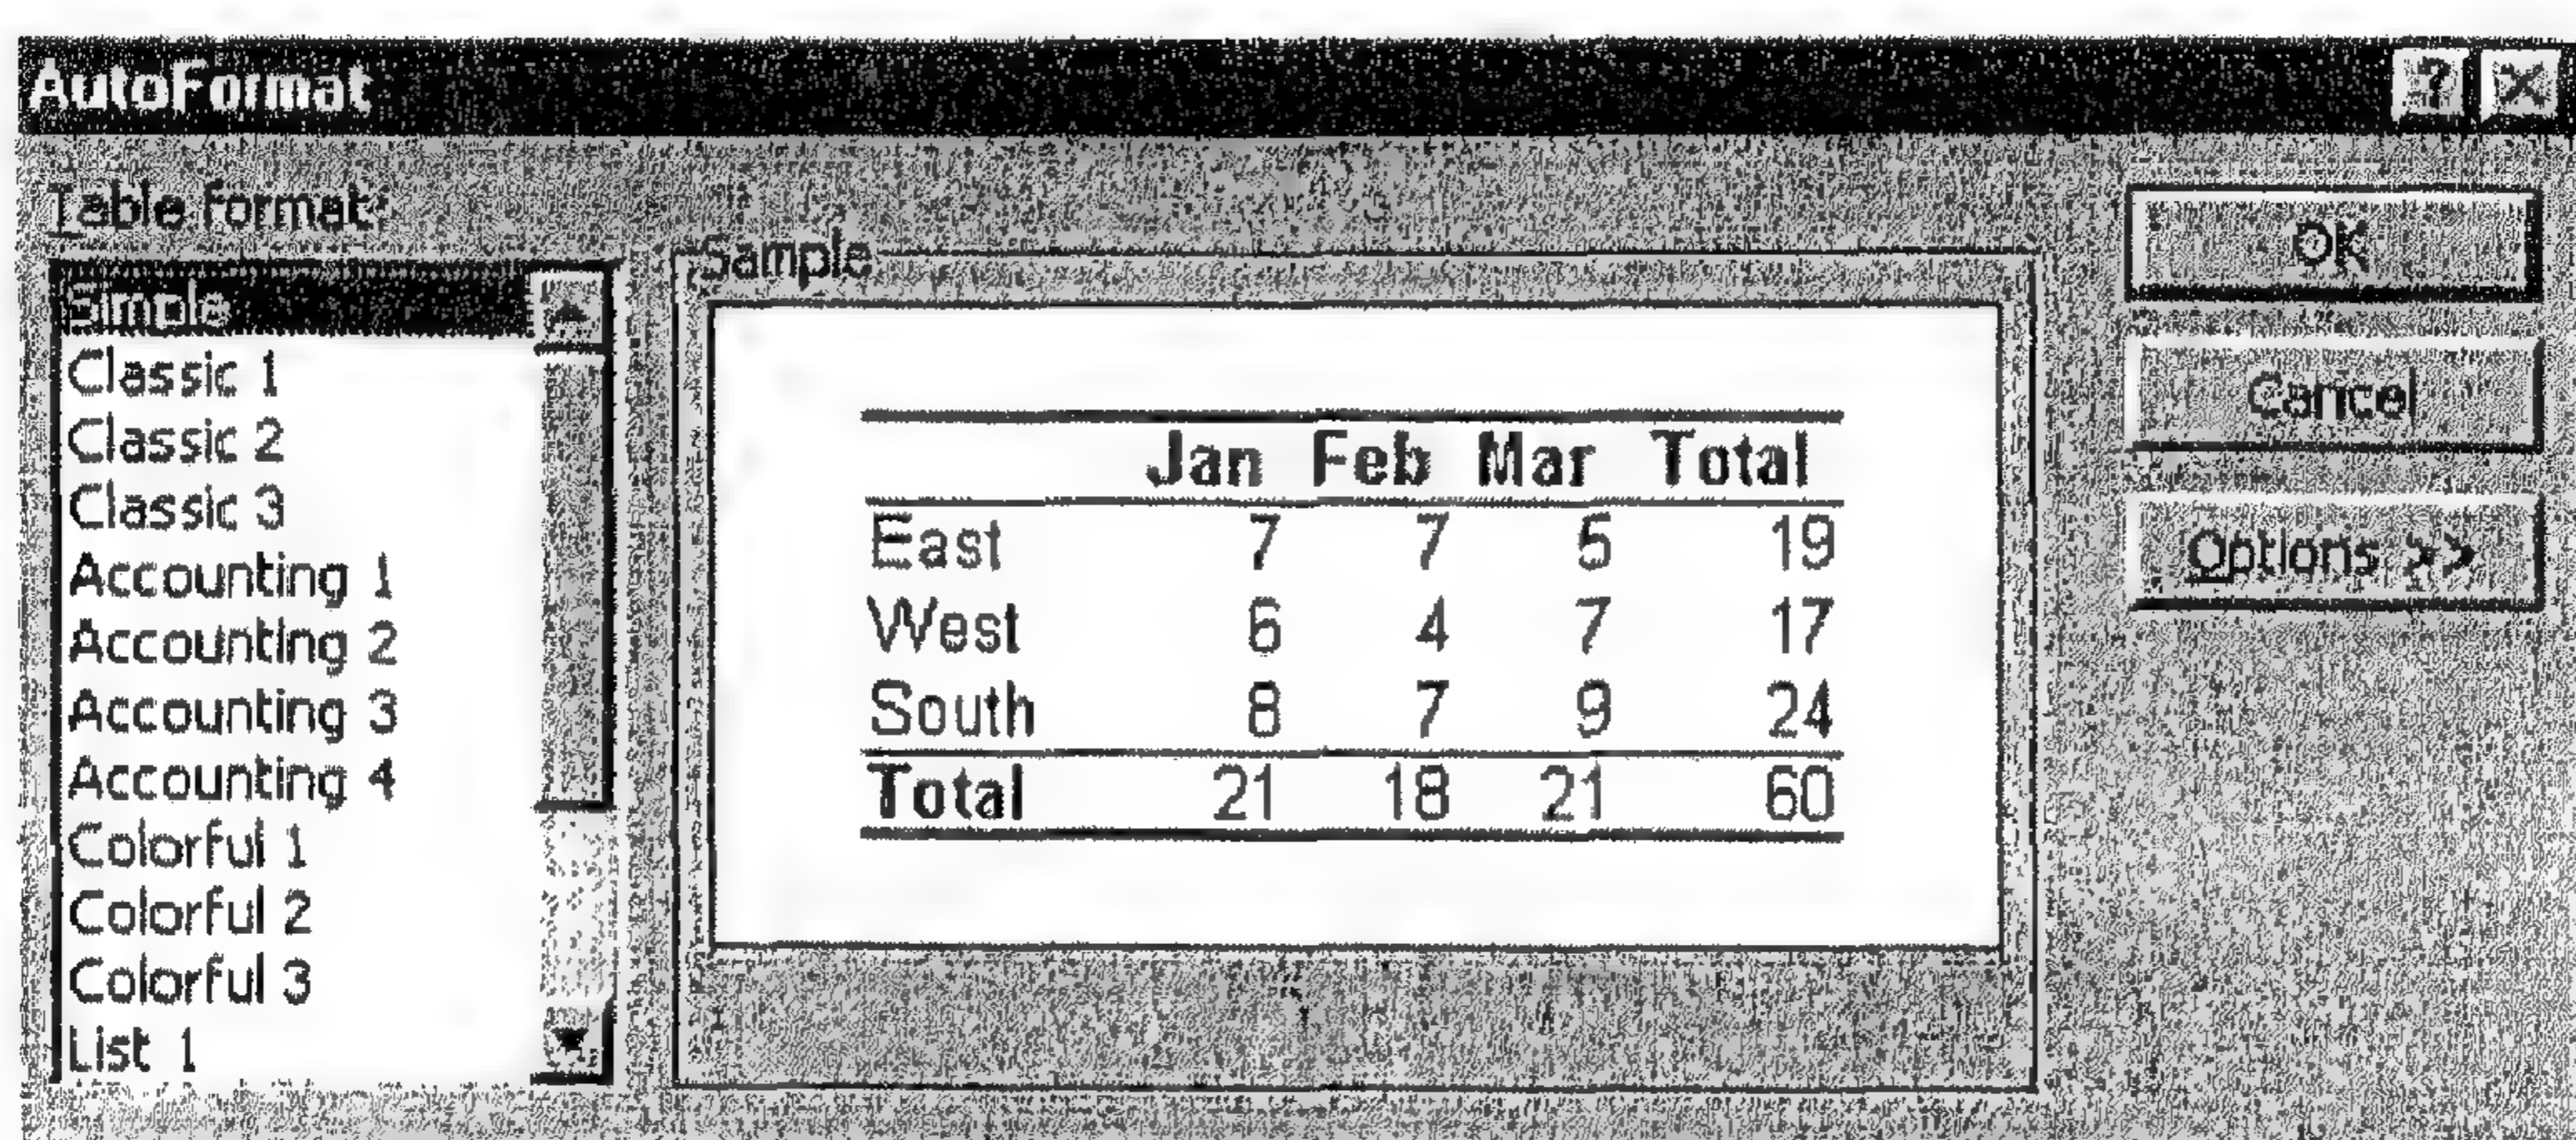 AutoFormat
Table format:
Simple
Classic 1
Classic 2
Classic 3
Accounting 1
Accounting 2
Accounting 3
Accounting 4
Colorful 1
Colorful 2
Colorful 3
List 1
Sample
Jan Feb Mar Total
East 7 7 5 19
West 6 4 7 17
South 8 7 9 24
Total 21 18 21 60
OK
Cancel
Options >>